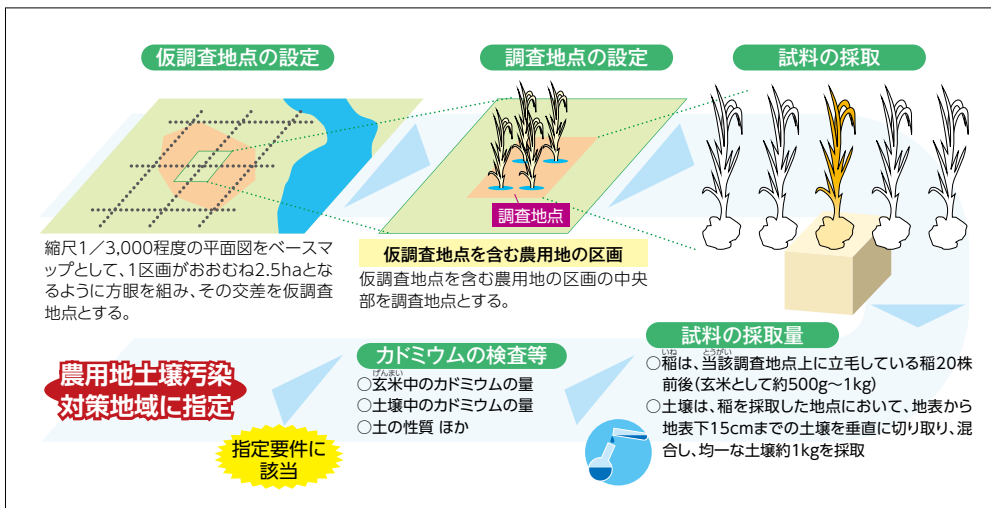 仮調査地点の設定
縮尺1／3,000程度の平面図をベースマ
ップとして、1区画がおおむね2.5haとな
るように方眼を組み、その交差を仮調査
地点とする。
調査地点の設定
調査地点
仮調査地点を含む農用地の区画
仮調査地点を含む農用地の区画の中央
部を調査地点とする。
試料の採取
試料の採取量
いね とうがい
○稲は、当該調査地点上に立毛している稲20株
前後(玄米として約500g〜1kg)
○土壌は、稲を採取した地点において、地表から
地表下15cmまでの土壌を垂直に切り取り、混
合し、均一な土壌約1kgを採取
カドミウムの検査等
げんまい
○玄米中のカドミウムの量
○土壌中のカドミウムの量
○土の性質 ほか
指定要件に
該当
農用地土壌汚染
対策地域に指定